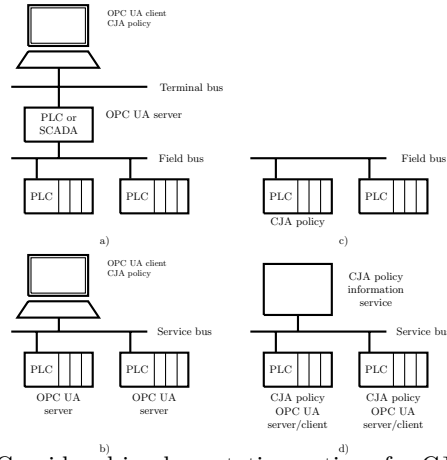 OPC UA client
CJA policy
Terminal bus
PLC or
SCADA
OPC UA server
Field bus
PLC
PLC
a)
Field bus
PLC
PLC
CJA policy
c)
OPC UA client
CJA policy
Service bus
PLC
PLC
OPC UA
server
OPC UA
server
b)
CJA policy
information
service
Service bus
PLC
PLC
CJA policy
OPC UA
server/client
CJA policy
OPC UA
server/client
d)